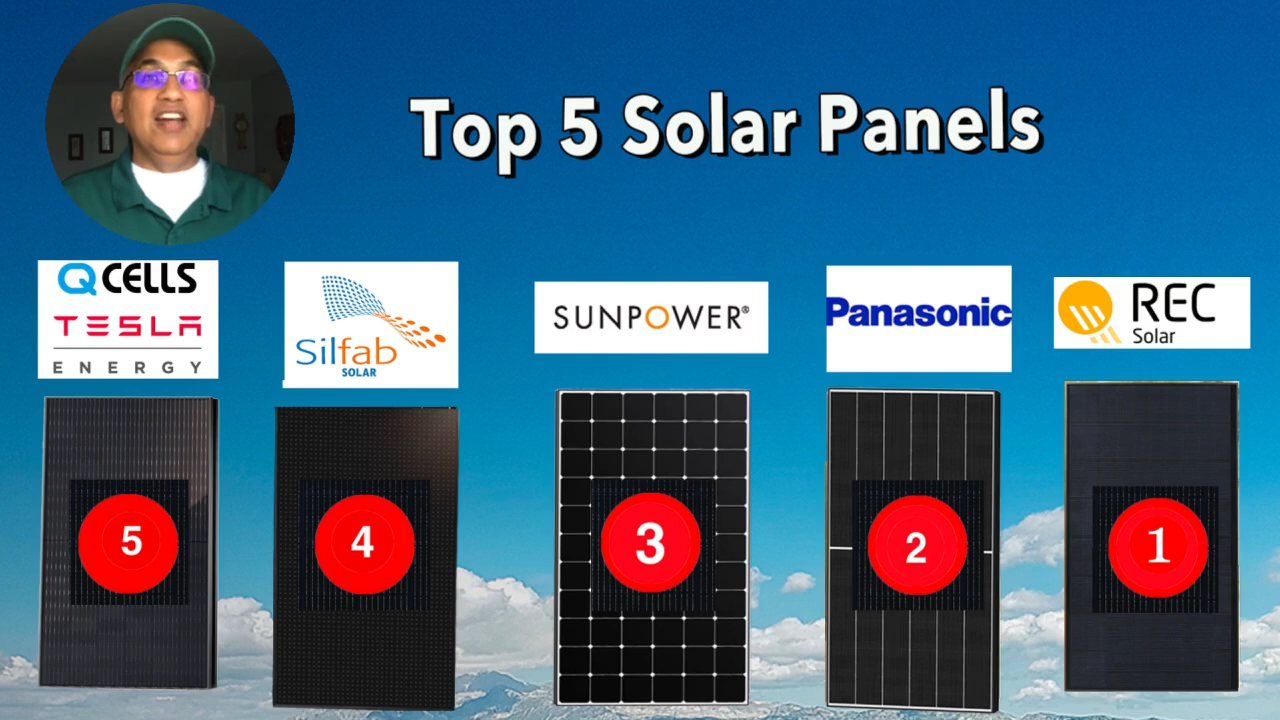 Top 5 Solar Panels
Q CELLS
TESLA
ENERGY
Silfab
SOLAR
SUNPOWER®
Panasonic
REC
Solar
5
4
3
2
1